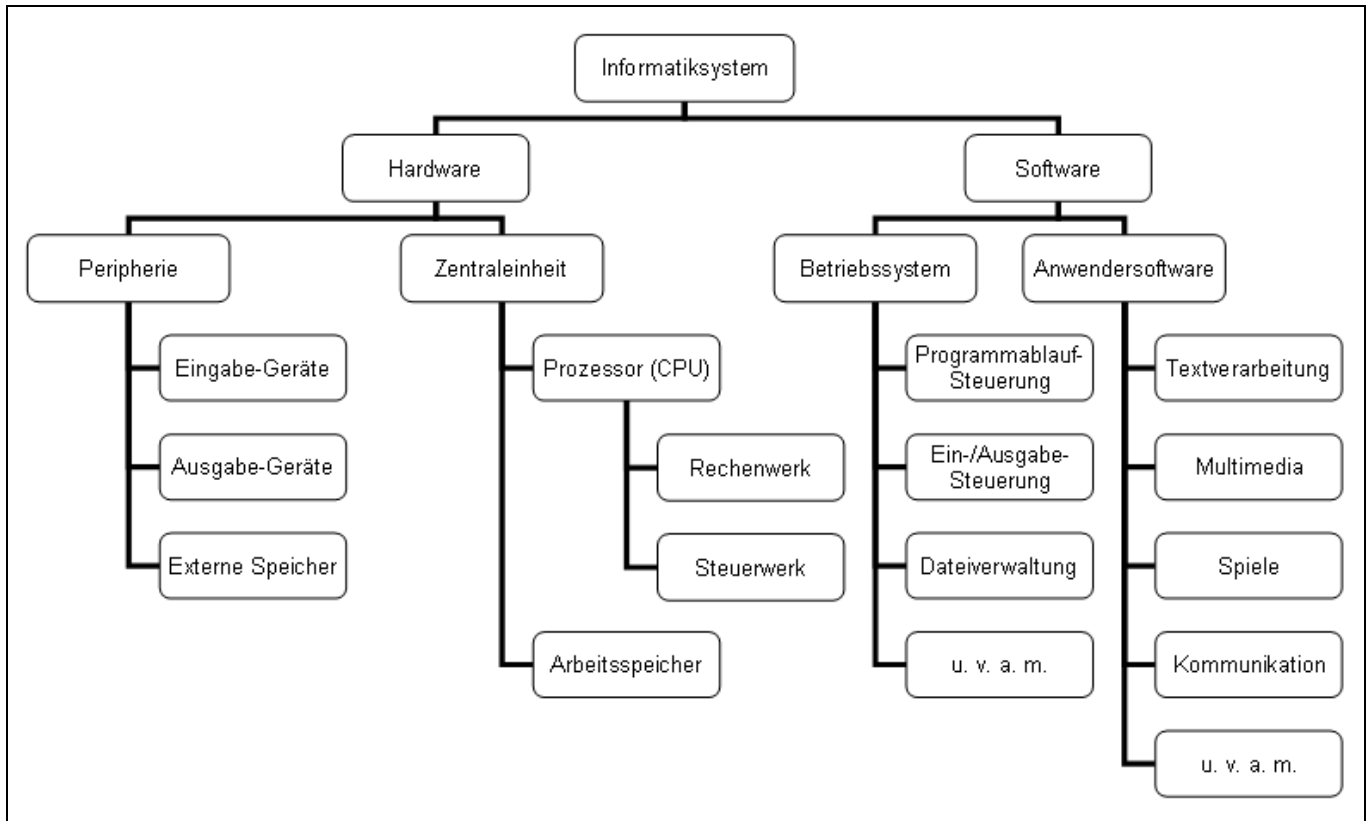 Informatiksystem
Hardware
Software
Peripherie
Zentraleinheit
Betriebssystem
Anwendersoftware
Eingabe-Geräte
Prozessor (CPU)
Programmablauf-
Steuerung
Textverarbeitung
Ausgabe-Geräte
Rechenwerk
Ein-/Ausgabe-
Steuerung
Multimedia
Externe Speicher
Steuerwerk
Dateiverwaltung
Spiele
Arbeitsspeicher
u. v. a. m.
Kommunikation
u. v. a. m.